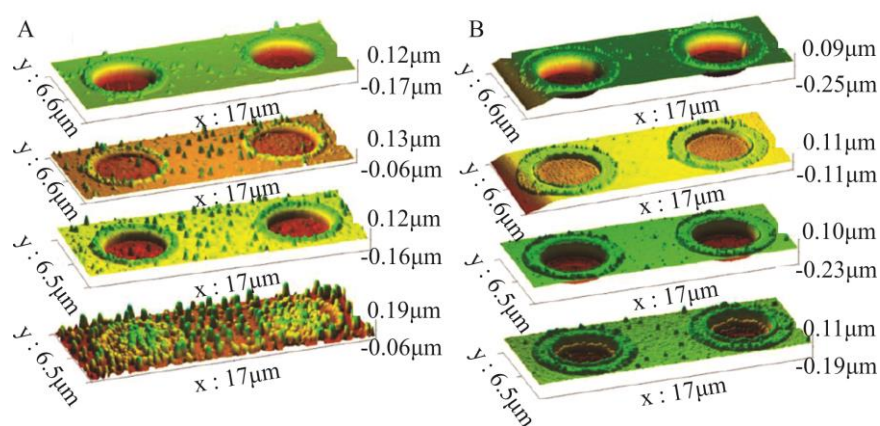 A
0.12μm
-0.17μm
y : 6.6μm
x : 17μm
0.13μm
-0.06μm
y : 6.6μm
x : 17μm
0.12μm
-0.16μm
y : 6.5μm
x : 17μm
0.19μm
-0.06μm
y : 6.5μm
x : 17μm
B
0.09μm
-0.25μm
y : 6.6μm
x : 17μm
0.11μm
-0.11μm
y : 6.6μm
x : 17μm
0.10μm
-0.23μm
y : 6.5μm
x : 17μm
0.11μm
-0.19μm
y : 6.5μm
x : 17μm